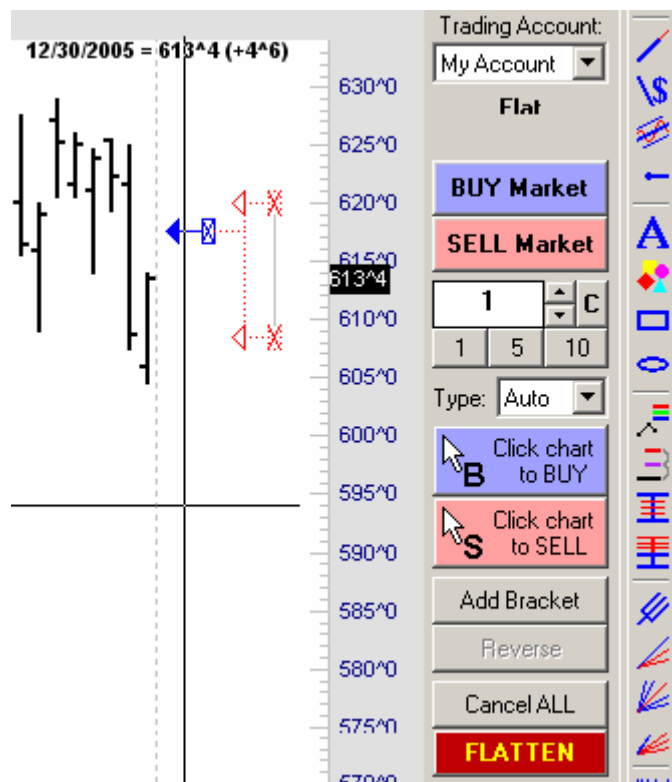 Trading Account:
My Account
Flat
BUY Market
SELL Market
1
C
1 5 10
Type: Auto
B Click chart
to BUY
S Click chart
to SELL
Add Bracket
Reverse
Cancel ALL
FLATTEN
12/30/2005 = 613^4 (+4^6)
630^0
625^0
620^0
615^0
613^4
610^0
605^0
600^0
595^0
590^0
585^0
580^0
575^0
570^0
\$
A